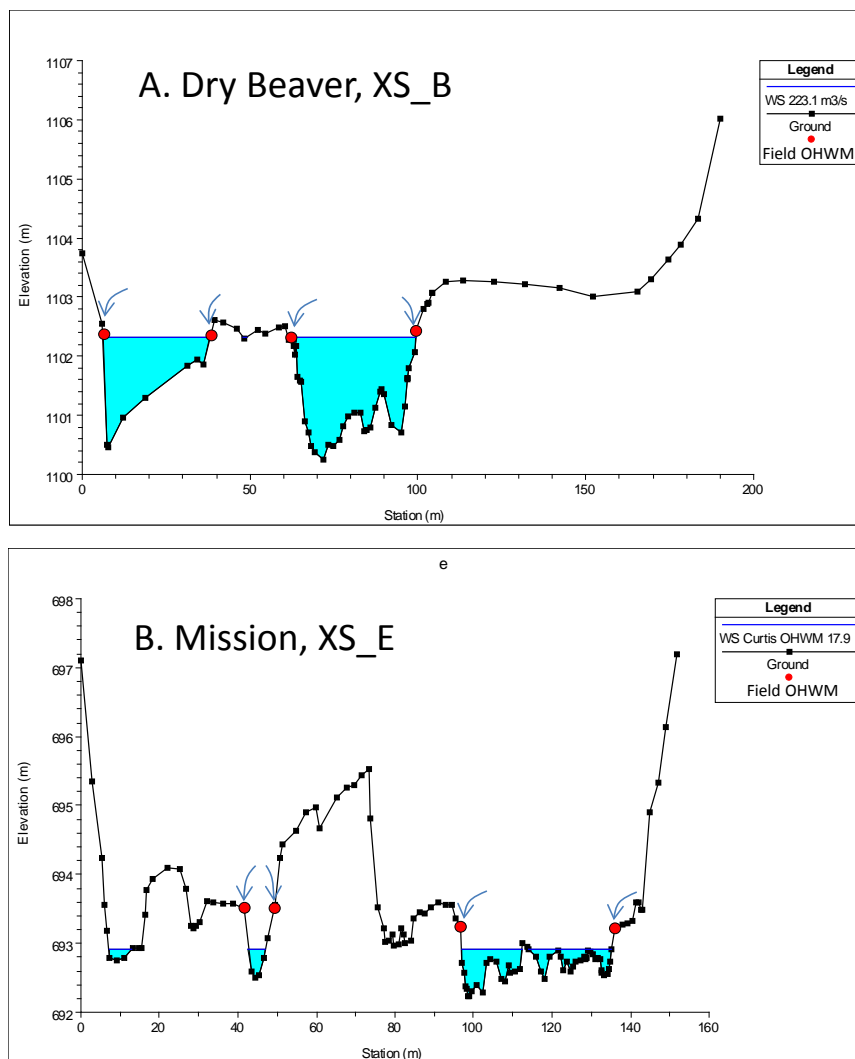 A. Dry Beaver, XS_B
1107
1106
1105
1104
1103
1102
1101
1100
Elevation (m)
0
50
100
150
200
Station (m)
Legend
WS 223.1 m3/s
Ground
Field OHWM
e
B. Mission, XS_E
698
697
696
695
694
693
692
Elevation (m)
0
20
40
60
80
100
120
140
160
Station (m)
Legend
WS Curtis OHWM 17.9
Ground
Field OHWM